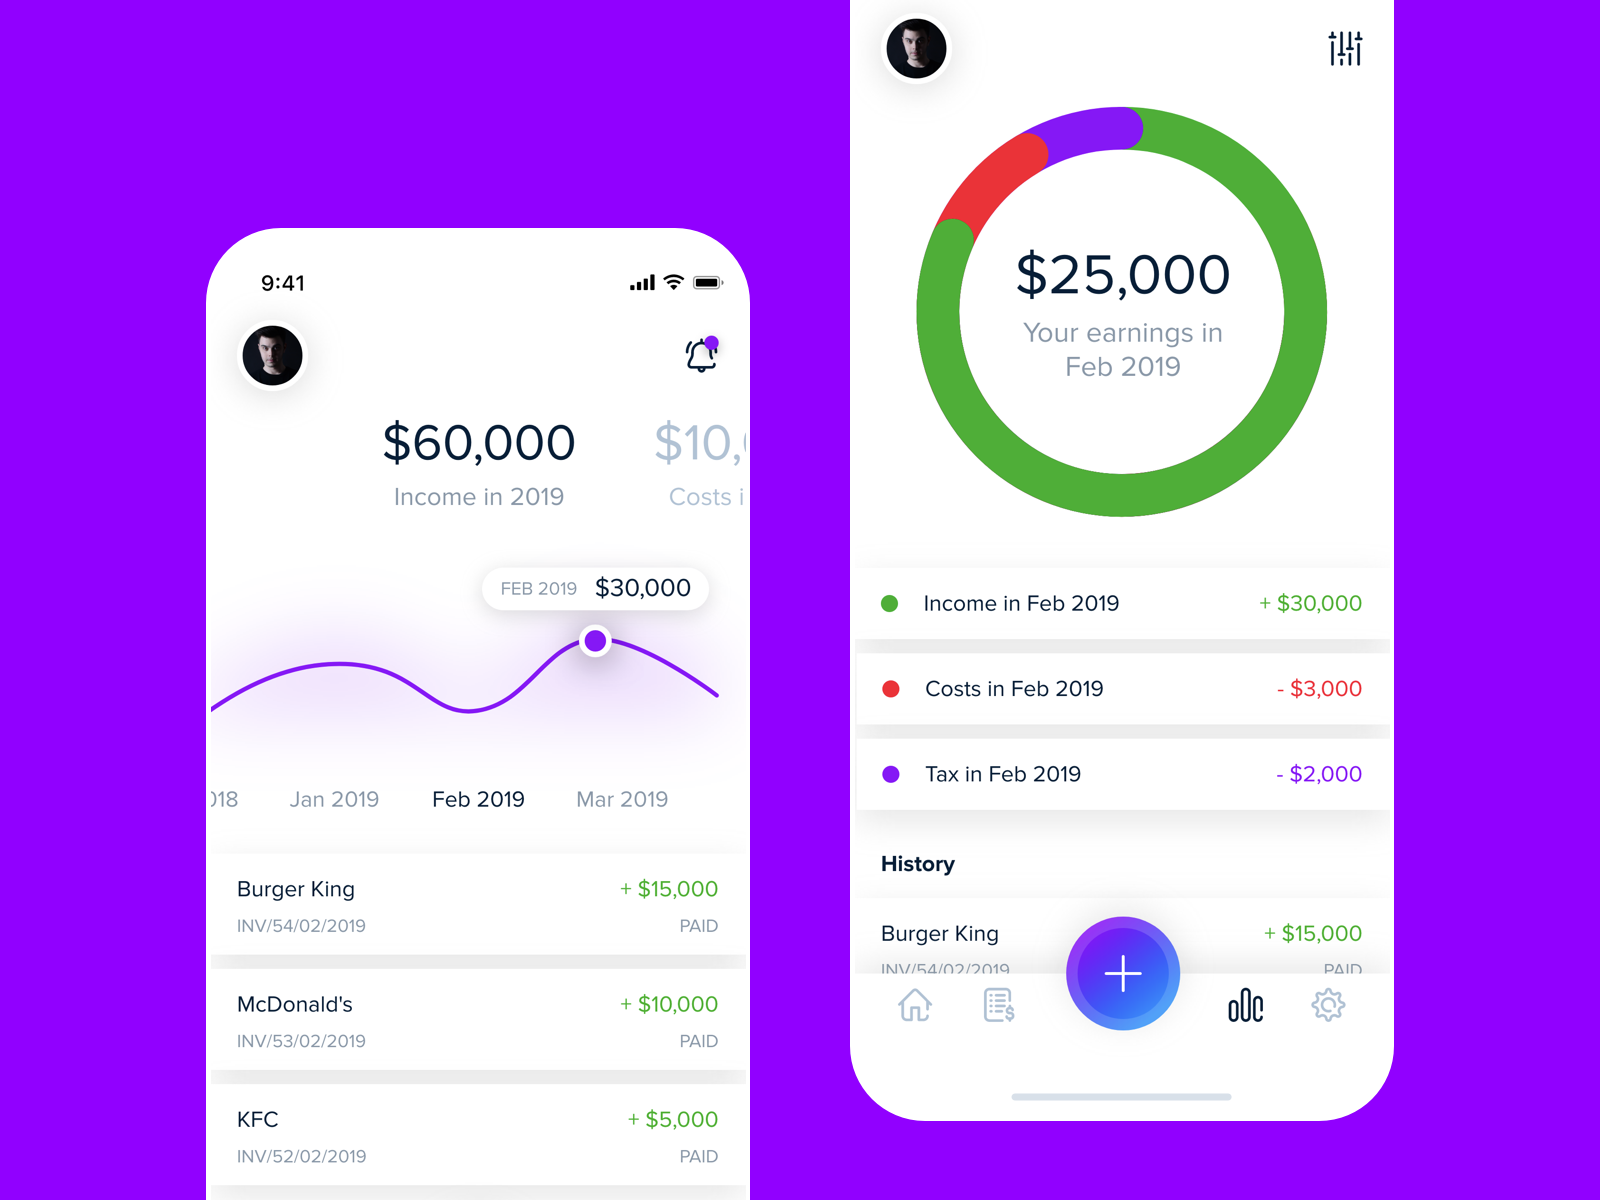 9:41
$60,000
Income in 2019
$10,
Costs i
FEB 2019 $30,000
018 Jan 2019 Feb 2019 Mar 2019
Burger King + $15,000
INV/54/02/2019 PAID
McDonald's + $10,000
INV/53/02/2019 PAID
KFC + $5,000
INV/52/02/2019 PAID
$25,000
Your earnings in
Feb 2019
Income in Feb 2019 + $30,000
Costs in Feb 2019 - $3,000
Tax in Feb 2019 - $2,000
History
Burger King + $15,000
INV/54/02/2019 PAID